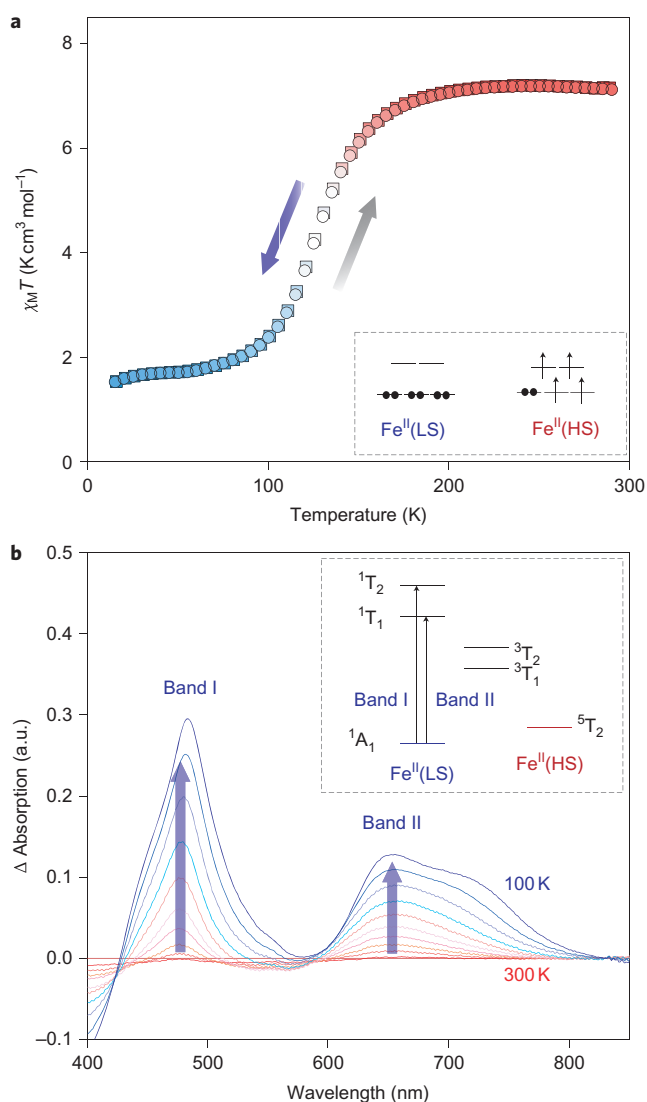 a
8
6
4
2
0
χMT (K cm³ mol⁻¹)
Feᴵᴵ(LS)
Feᴵᴵ(HS)
0
100
200
300
Temperature (K)
b
0.5
0.4
0.3
0.2
0.1
0.0
–0.1
Δ Absorption (a.u.)
¹T₂
¹T₁
³T₂
³T₁
Band I
Band I
Band II
⁵T₂
¹A₁
Feᴵᴵ(LS)
Feᴵᴵ(HS)
Band II
100 K
300 K
400
500
600
700
800
Wavelength (nm)